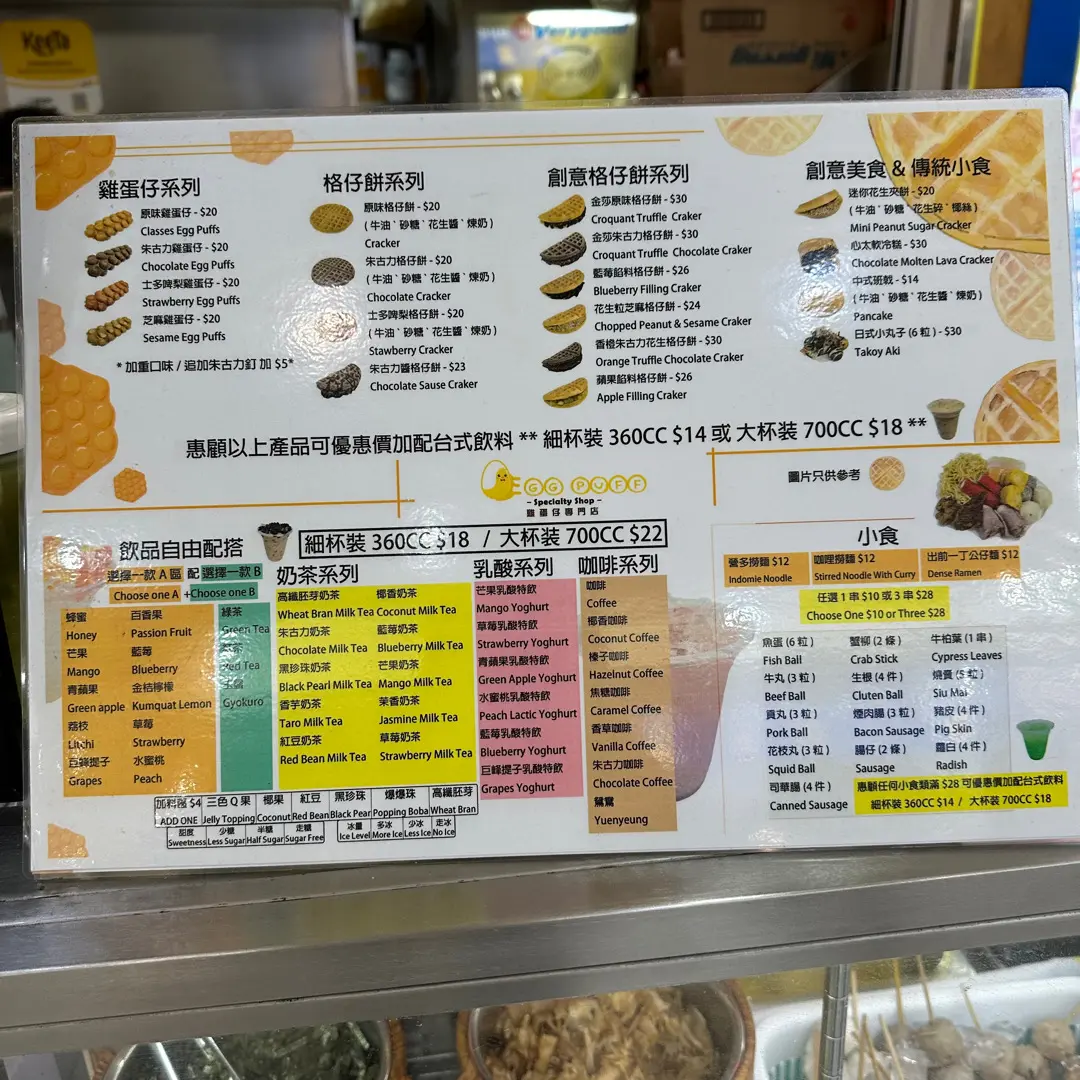 KeeTa
Verygood
雞蛋仔系列
原味雞蛋仔 - $20
Classes Egg Puffs
朱古力雞蛋仔 - $20
Chocolate Egg Puffs
士多啤梨雞蛋仔 - $20
Strawberry Egg Puffs
芝麻雞蛋仔 - $20
Sesame Egg Puffs
* 加重口味 / 追加朱古力釘 加 $5*
格仔餅系列
原味格仔餅 - $20
(牛油、砂糖、花生醬、煉奶)
Cracker
朱古力格仔餅 - $20
(牛油、砂糖、花生醬、煉奶)
Chocolate Cracker
士多啤梨格仔餅 - $20
(牛油、砂糖、花生醬、煉奶)
Stawberry Cracker
朱古力醬格仔餅 - $23
Chocolate Sause Craker
創意格仔餅系列
金莎原味格仔餅 - $30
Croquant Truffle Craker
金莎朱古力格仔餅 - $30
Croquant Truffle Chocolate Craker
藍莓餡料格仔餅 - $26
Blueberry Filling Craker
花生粒芝麻格仔餅 - $24
Chopped Peanut & Sesame Craker
香橙朱古力花生格仔餅 - $30
Orange Truffle Chocolate Craker
蘋果餡料格仔餅 - $26
Apple Filling Craker
創意美食 & 傳統小食
迷你花生夾餅 - $20
(牛油、砂糖、花生碎、椰絲)
Mini Peanut Sugar Cracker
心太軟冷糕 - $30
Chocolate Molten Lava Cracker
中式班戟 - $14
(牛油、砂糖、花生醬、煉奶)
Pancake
日式小丸子 (6 粒) - $30
Takoy Aki
惠顧以上產品可優惠價加配台式飲料 ** 細杯裝 360CC $14 或 大杯装 700CC $18 **
EGG PUFF
– Specialty Shop –
雞蛋仔專門店
圖片只供參考
飲品自由配搭
細杯裝 360CC $18 / 大杯装 700CC $22
選擇一款 A 區 配 選擇一款 B
Choose one A +Choose one B
蜂蜜 百香果 綠茶
Honey Passion Fruit Green Tea
芒果 藍莓
Mango Blueberry Red Tea
青蘋果 金桔檸檬
Green apple Kumquat Lemon Gyokuro
荔枝 草莓
Litchi Strawberry
巨蜂提子 水蜜桃
Grapes Peach
奶茶系列
高纖胚芽奶茶 椰香奶茶
Wheat Bran Milk Tea Coconut Milk Tea
朱古力奶茶 藍莓奶茶
Chocolate Milk Tea Blueberry Milk Tea
黑珍珠奶茶 芒果奶茶
Black Pearl Milk Tea Mango Milk Tea
香芋奶茶 茉香奶茶
Taro Milk Tea Jasmine Milk Tea
紅豆奶茶 草莓奶茶
Red Bean Milk Tea Strawberry Milk Tea
乳酸系列
芒果乳酸特飲
Mango Yoghurt
草莓乳酸特飲
Strawberry Yoghurt
青蘋果乳酸特飲
Green Apple Yoghurt
水蜜桃乳酸特飲
Peach Lactic Yoghurt
藍莓乳酸特飲
Blueberry Yoghurt
巨蜂提子乳酸特飲
Grapes Yoghurt
咖啡系列
咖啡
Coffee
椰香咖啡
Coconut Coffee
榛子咖啡
Hazelnut Coffee
焦糖咖啡
Caramel Coffee
香草咖啡
Vanilla Coffee
朱古力咖啡
Chocolate Coffee
鴛鴦
Yuenyeung
加料區 $4 三色 Q 果 椰果 紅豆 黑珍珠 爆爆珠 高纖胚芽
ADD ONE Jelly Topping Coconut Red Bean Black Pear Popping Boba Wheat Bran
甜度 少糖 半糖 走糖 冰量 多冰 少冰 走冰
Sweetness Less Sugar Half Sugar Sugar Free Ice Level More Ice Less Ice No Ice
小食
營多撈麵 $12 咖哩撈麵 $12 出前一丁公仔麵 $12
Indomie Noodle Stirred Noodle With Curry Dense Ramen
任選 1 串 $10 或 3 串 $28
Choose One $10 or Three $28
魚蛋 (6 粒) 蟹柳 (2 條) 牛柏葉 (1 串)
Fish Ball Crab Stick Cypress Leaves
牛丸 (3 粒) 生根 (4 件) 燒賣 (5 粒)
Beef Ball Cluten Ball Siu Mai
貢丸 (3 粒) 煙肉腸 (3 粒) 豬皮 (4 件)
Pork Ball Bacon Sausage Pig Skin
花枝丸 (3 粒) 腸仔 (2 條) 蘿白 (4 件)
Squid Ball Sausage Radish
司華腸 (4 件)
Canned Sausage
惠顧任何小食類滿 $28 可優惠價加配台式飲料
細杯裝 360CC $14 / 大杯装 700CC $18